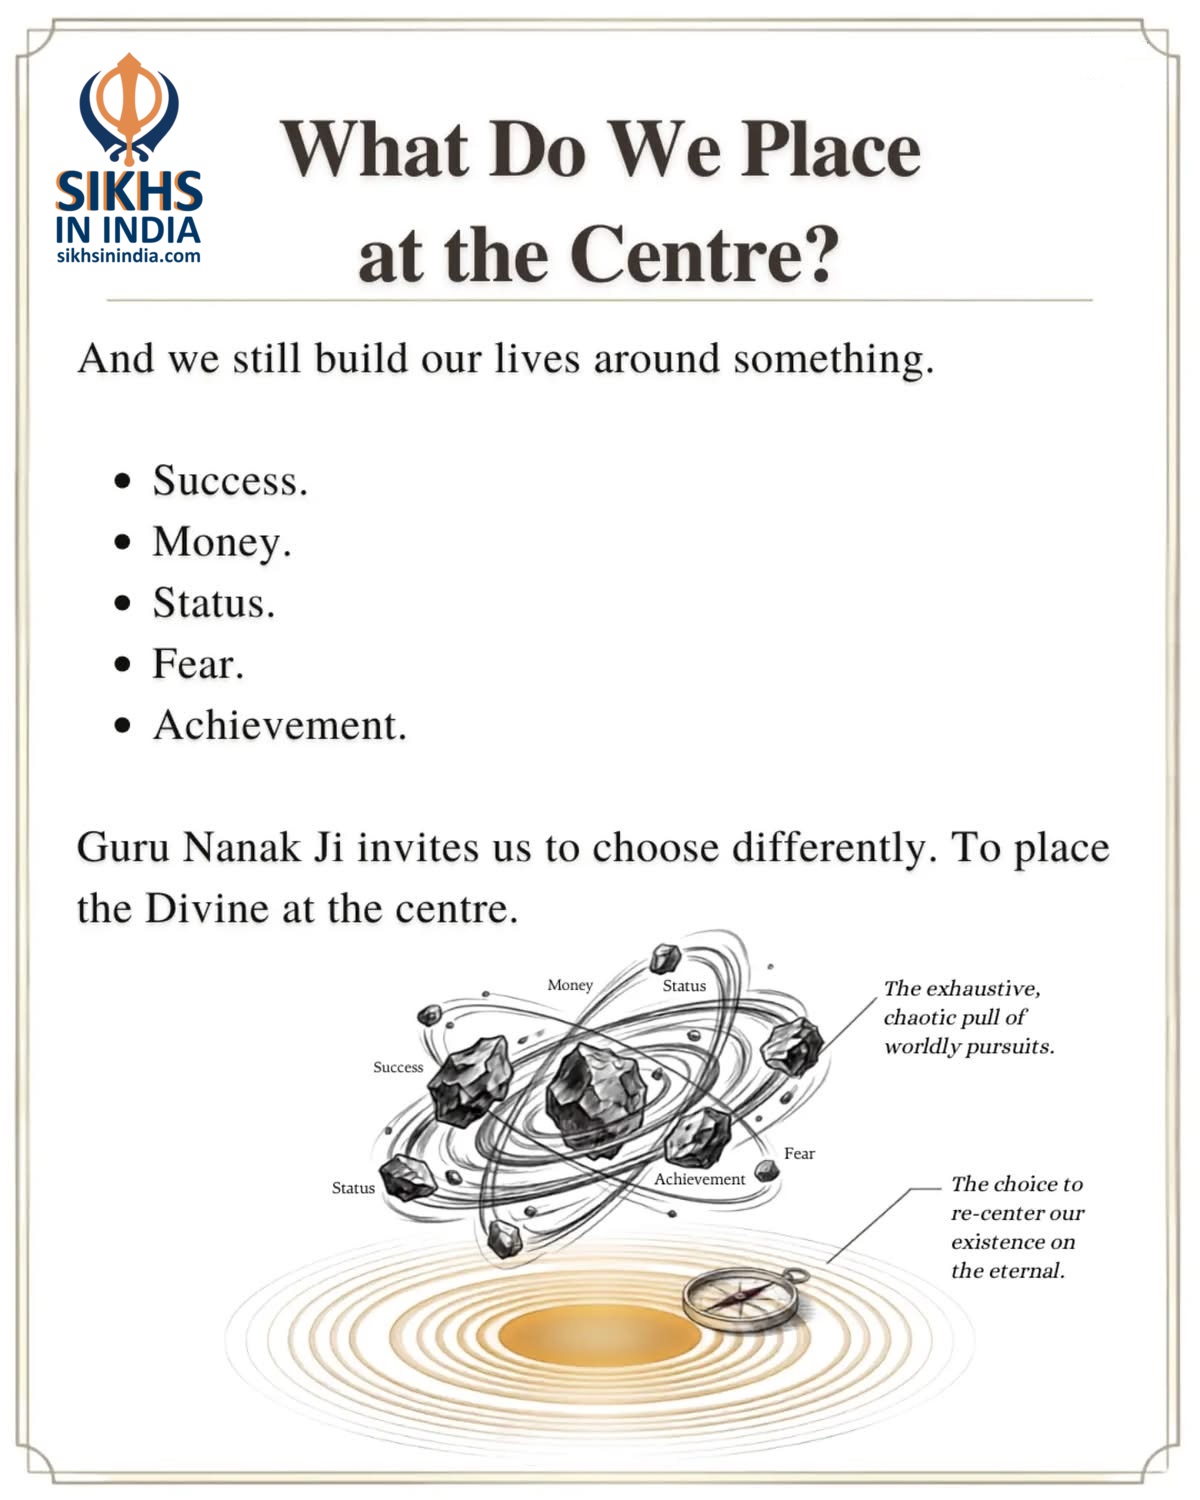 SIKHS
IN INDIA
sikhsinindia.com
What Do We Place
at the Centre?
And we still build our lives around something.
• Success.
• Money.
• Status.
• Fear.
• Achievement.
Guru Nanak Ji invites us to choose differently. To place
the Divine at the centre.
Money
Status
The exhaustive,
chaotic pull of
worldly pursuits.
Success
Fear
Achievement
Status
The choice to
re-center our
existence on
the eternal.